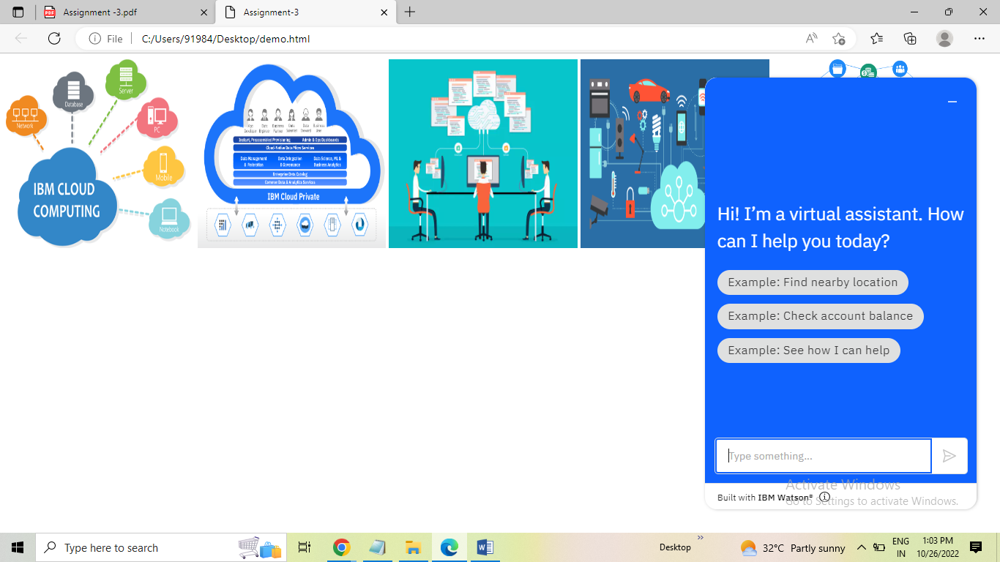 Assignment -3.pdf
Assignment-3
File
C:/Users/91984/Desktop/demo.html
Network
Database
Server
PC
Mobile
Notebook
IBM CLOUD
COMPUTING
Instant, Preassembled Provisioning
Admin & Ops Dashboards
Cloud-Native Data Micro Services
Data Management
& Federation
Data Integration
& Governance
Data Science, ML &
Business Analytics
Enterprise Data Catalog
Common Data & Analytics Services
IBM Cloud Private
Hi! I’m a virtual assistant. How
can I help you today?
Example: Find nearby location
Example: Check account balance
Example: See how I can help
Type something...
Built with IBM Watson®
Activate Windows
Go to Settings to activate Windows.
Type here to search
Desktop
32°C Partly sunny
ENG
IN
1:03 PM
10/26/2022